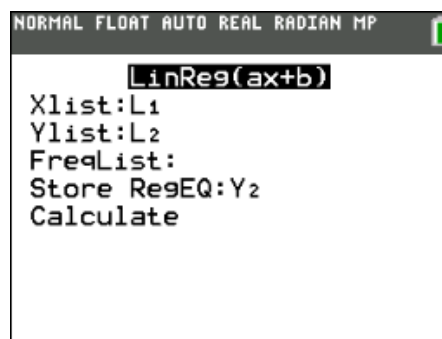 NORMAL FLOAT AUTO REAL RADIAN MP
LinReg(ax+b)
Xlist:L₁
Ylist:L₂
FreqList:
Store RegEQ:Y₂
Calculate